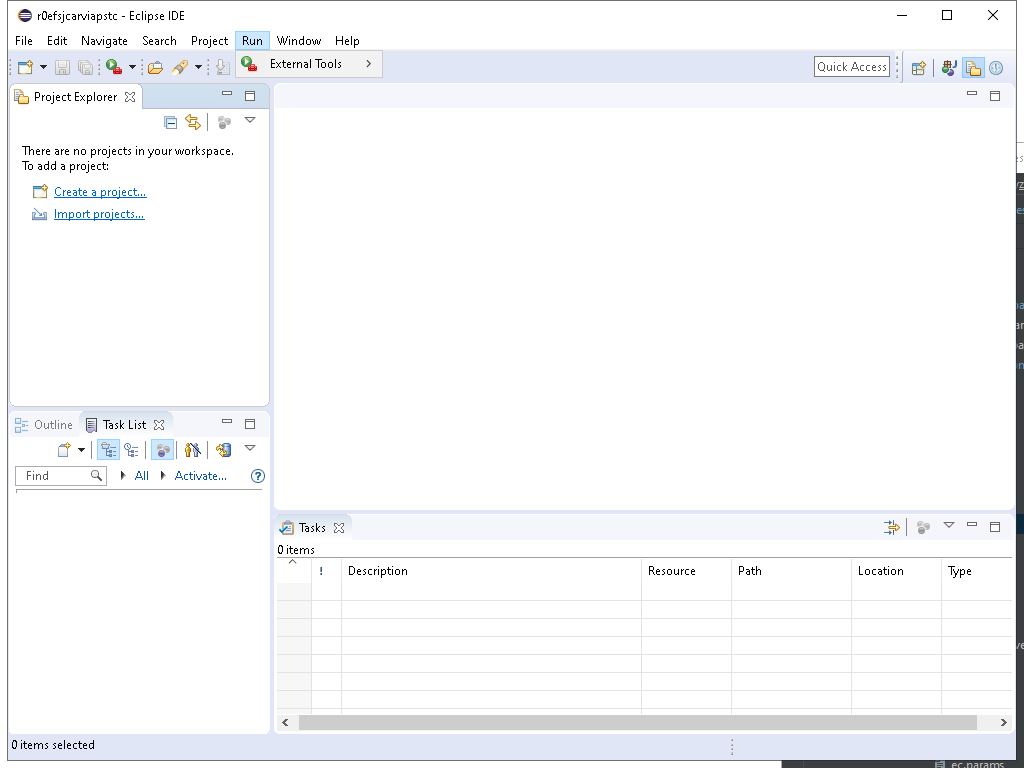 r0efsjcarviapstc - Eclipse IDE
File Edit Navigate Search Project Run Window Help
External Tools
Quick Access
Project Explorer
There are no projects in your workspace.
To add a project:
Create a project...
Import projects...
Outline Task List
Find All Activate...
Tasks
0 items
! Description Resource Path Location Type
0 items selected
ec.params